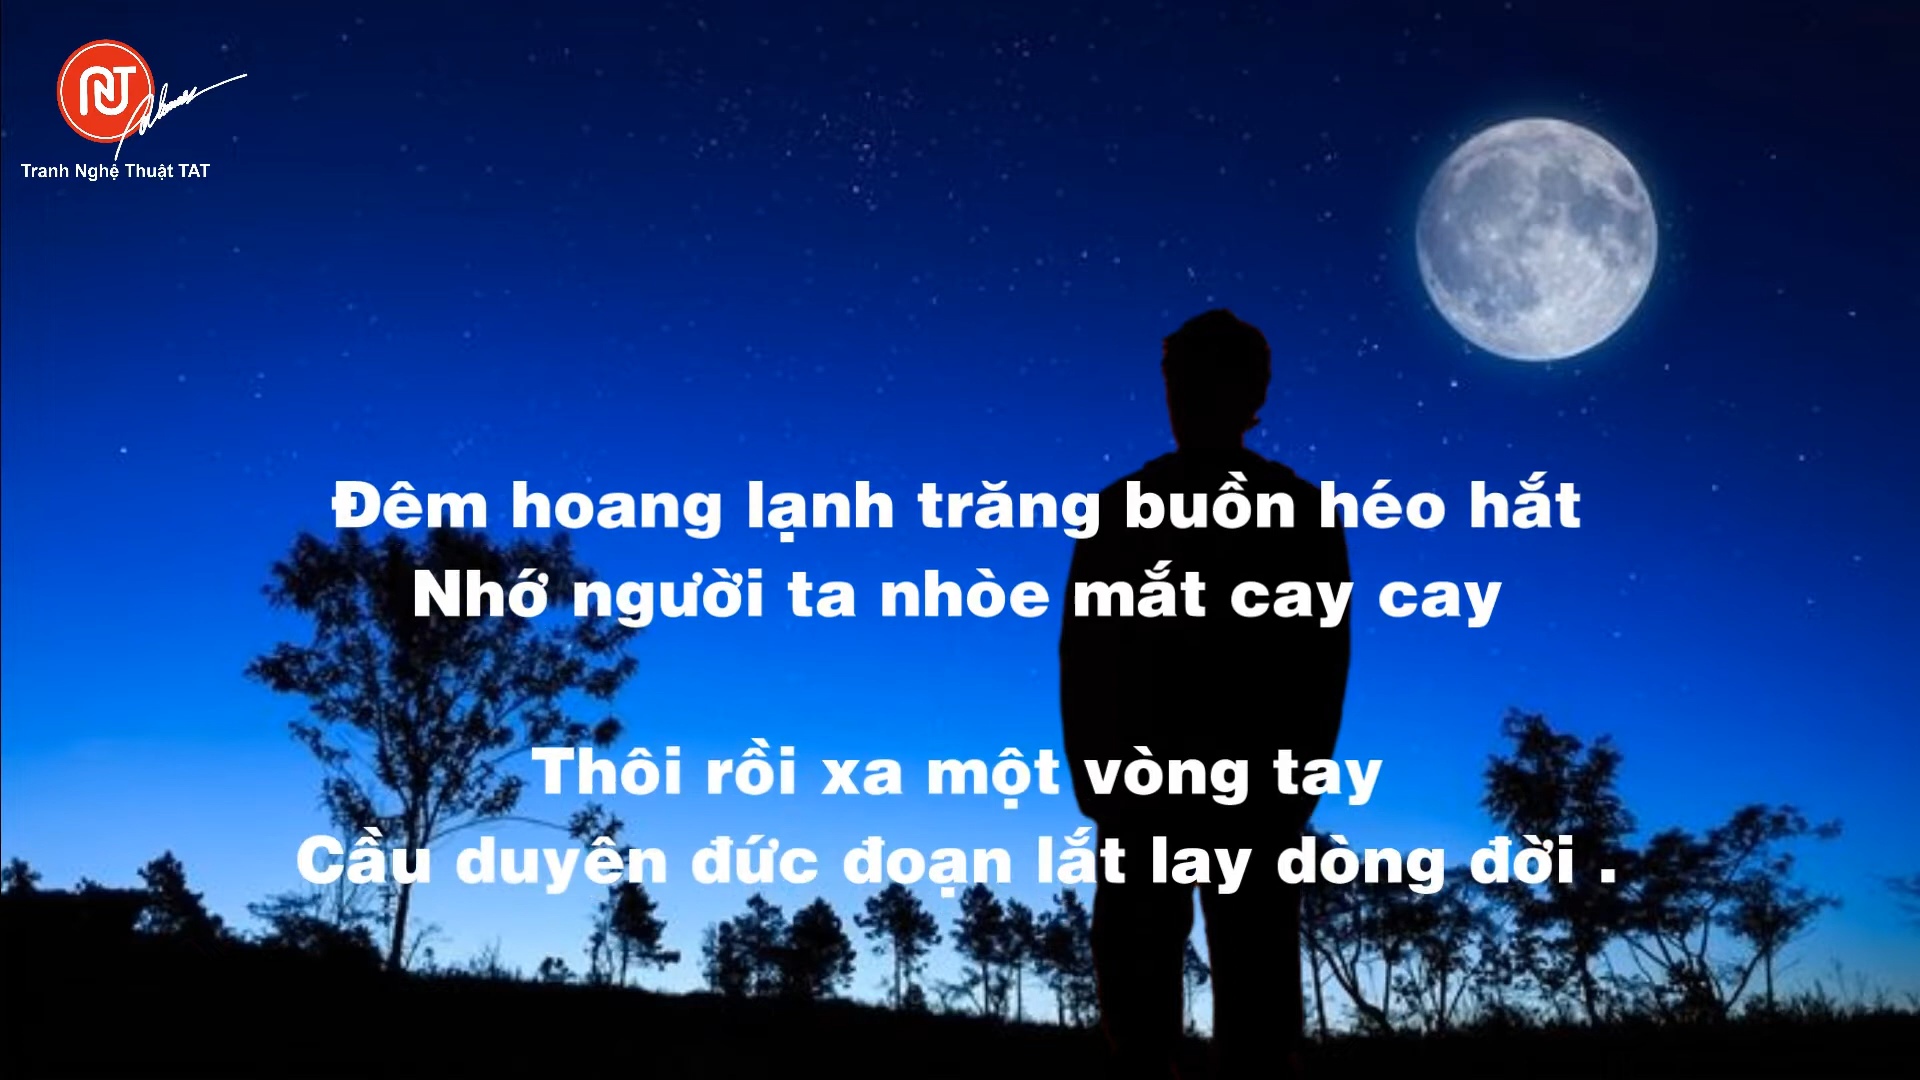 Tranh Nghệ Thuật TAT
Đêm hoang lạnh trăng buồn héo hắt
Nhớ người ta nhòe mắt cay cay
Thôi rồi xa một vòng tay
Cầu duyên đức đoạn lắt lay dòng đời .